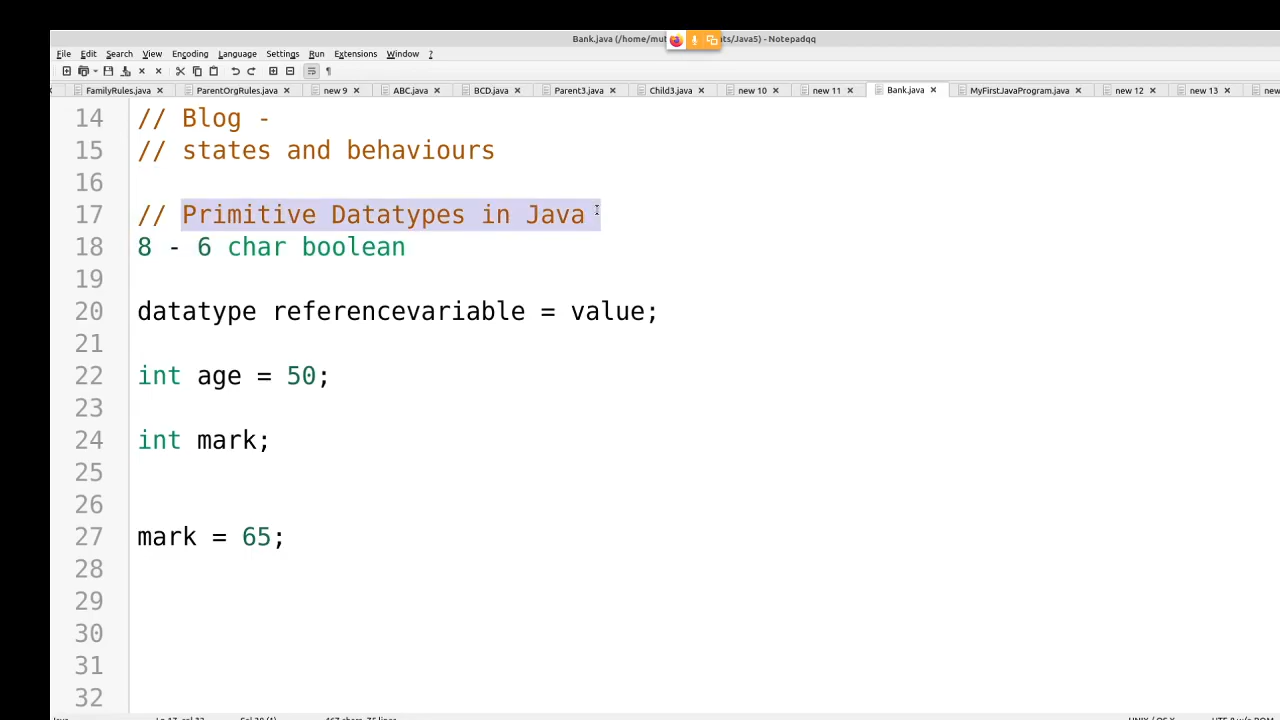 Bank.java (/home/mut ts/Java5) - Notepadqq
File Edit Search View Encoding Language Settings Run Extensions Window ?
FamilyRules.java ParentOrgRules.java new 9 ABC.java BCD.java Parent3.java Child3.java new 10 new 11 Bank.java MyFirstJavaProgram.java new 12 new 13 new
14 // Blog -
15 // states and behaviours
16
17 // Primitive Datatypes in Java
18 8 - 6 char boolean
19
20 datatype referencevariable = value;
21
22 int age = 50;
23
24 int mark;
25
26
27 mark = 65;
28
29
30
31
32